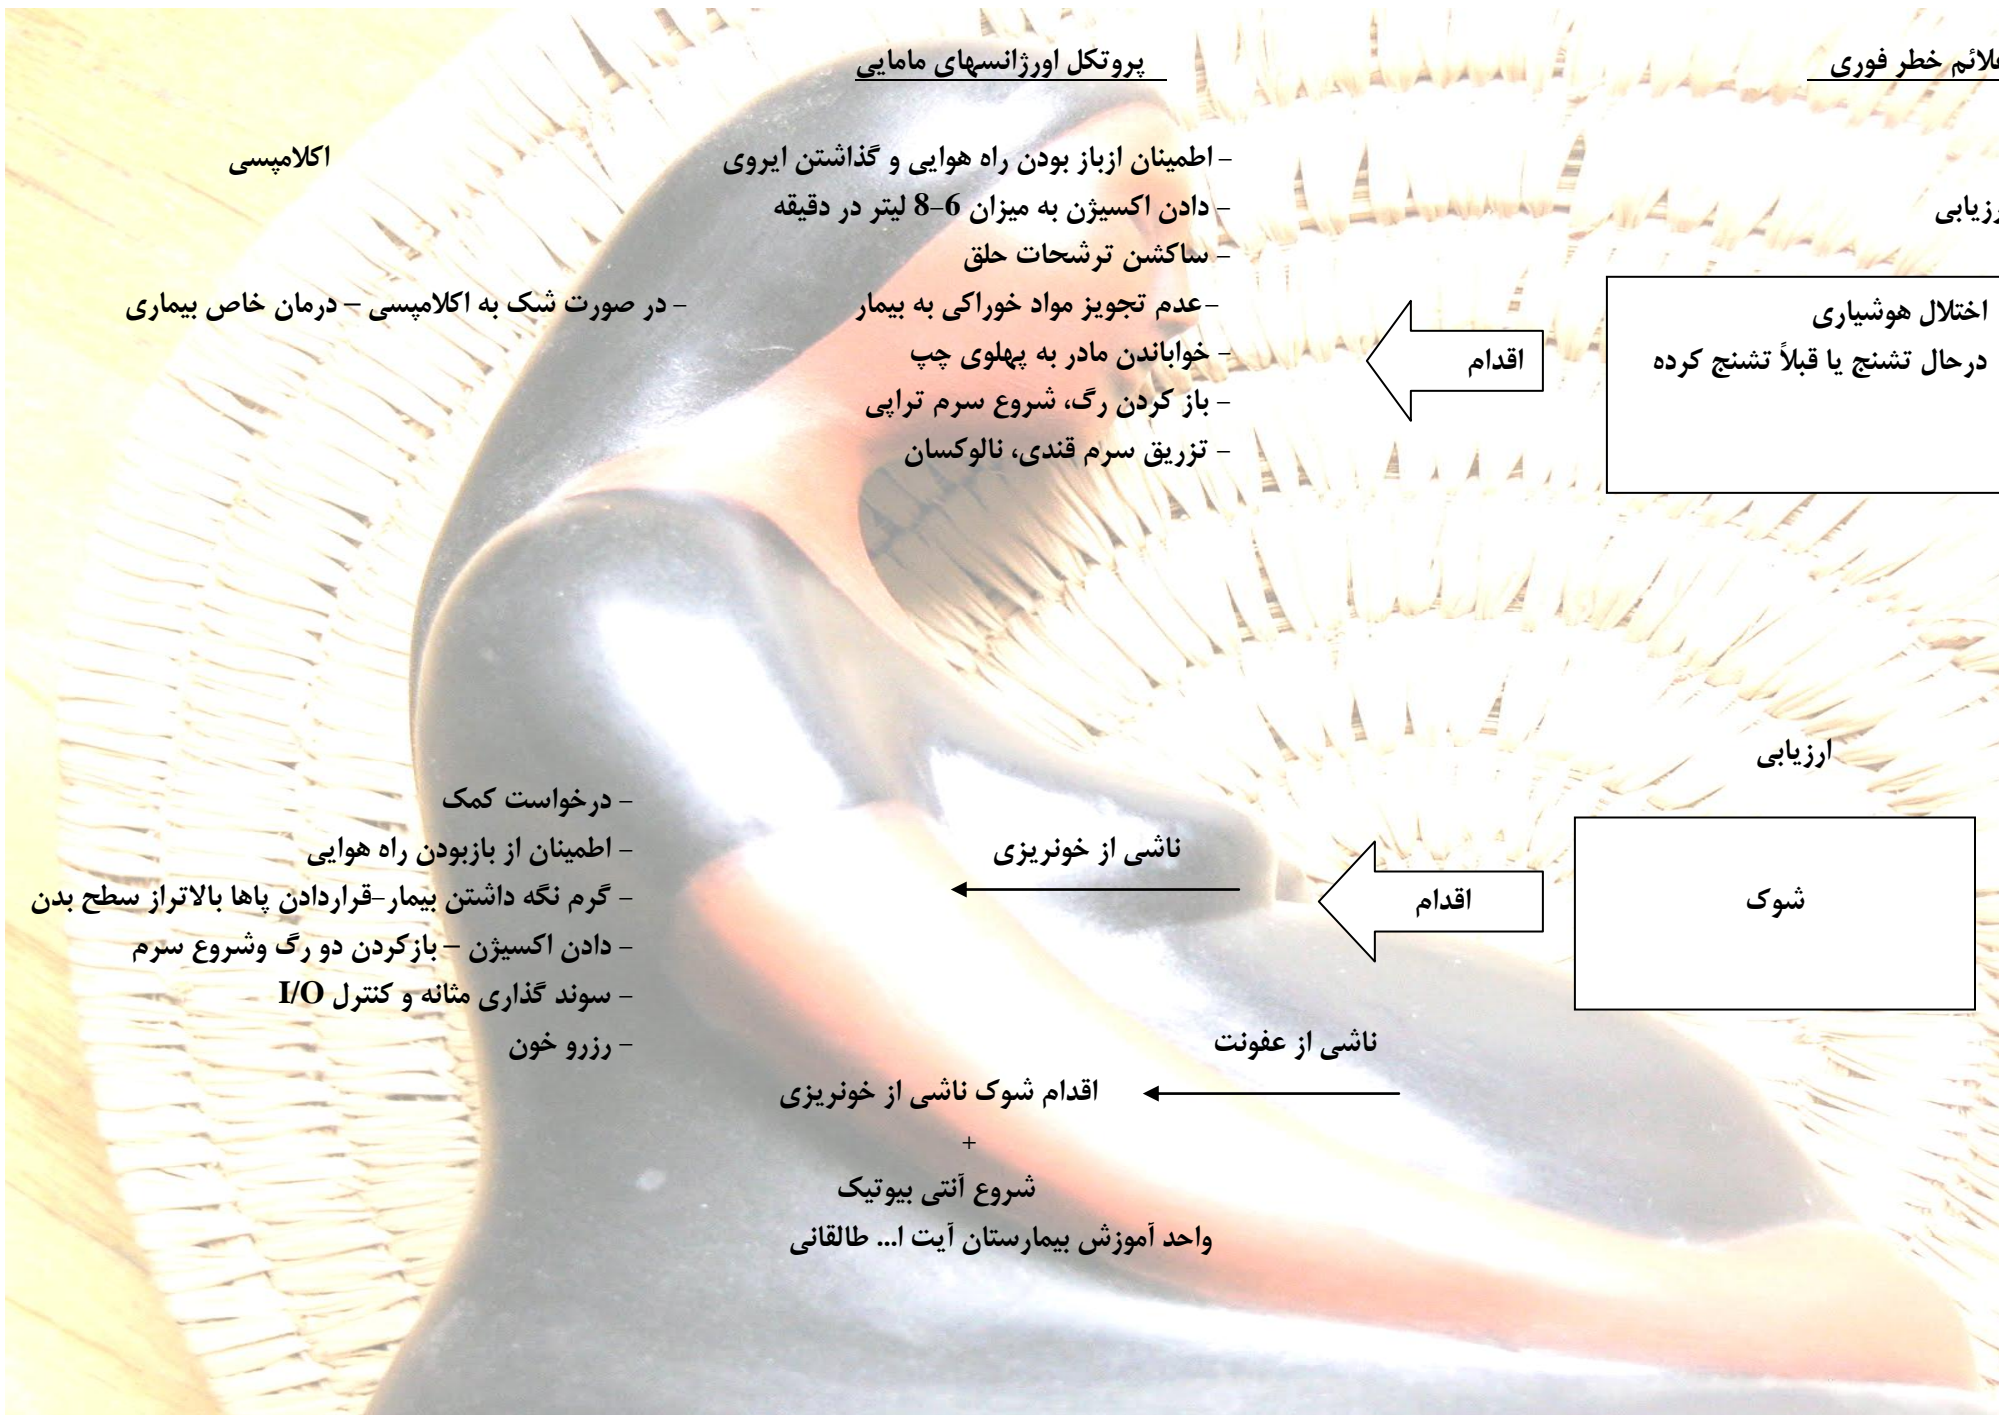 علائم خطر فوری
پروتکل اورژانسهای مامایی
اکلامپسی
ارزیابی
اختلال هوشیاری
درحال تشنج یا قبلاً تشنج کرده
اقدام
- اطمینان ازباز بودن راه هوایی و گذاشتن ایروی
- دادن اکسیژن به میزان 6-8 لیتر در دقیقه
- ساکشن ترشحات حلق
-عدم تجویز مواد خوراکی به بیمار
- خواباندن مادر به پهلوی چپ
- باز کردن رگ، شروع سرم تراپی
- تزریق سرم قندی، نالوکسان
- در صورت شک به اکلامپسی – درمان خاص بیماری
ارزیابی
شوک
اقدام
ناشی از خونریزی
- درخواست کمک
- اطمینان از بازبودن راه هوایی
- گرم نگه داشتن بیمار-قراردادن پاها بالاتراز سطح بدن
- دادن اکسیژن – بازکردن دو رگ وشروع سرم
- سوند گذاری مثانه و کنترل I/O
- رزرو خون
ناشی از عفونت
اقدام شوک ناشی از خونریزی
+
شروع آنتی بیوتیک
واحد آموزش بیمارستان آیت ا... طالقانی